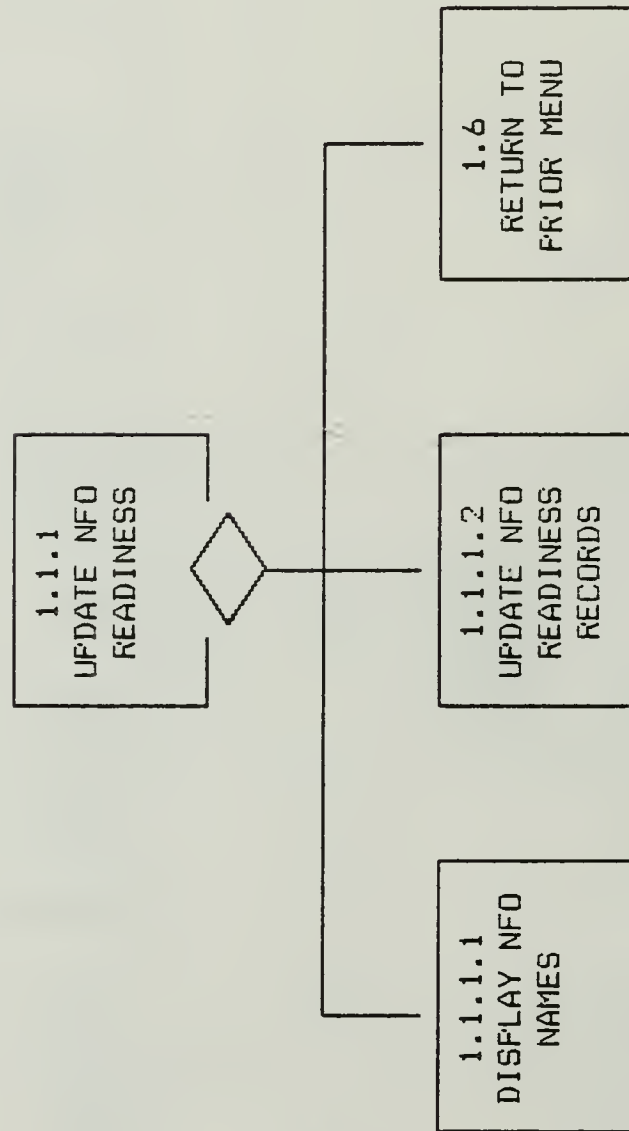 1.1.1
UPDATE NFO
READINESS
1.1.1.1
DISPLAY NFO
NAMES
1.1.1.2
UPDATE NFO
READINESS
RECORDS
1.6
RETURN TO
PRIOR MENU